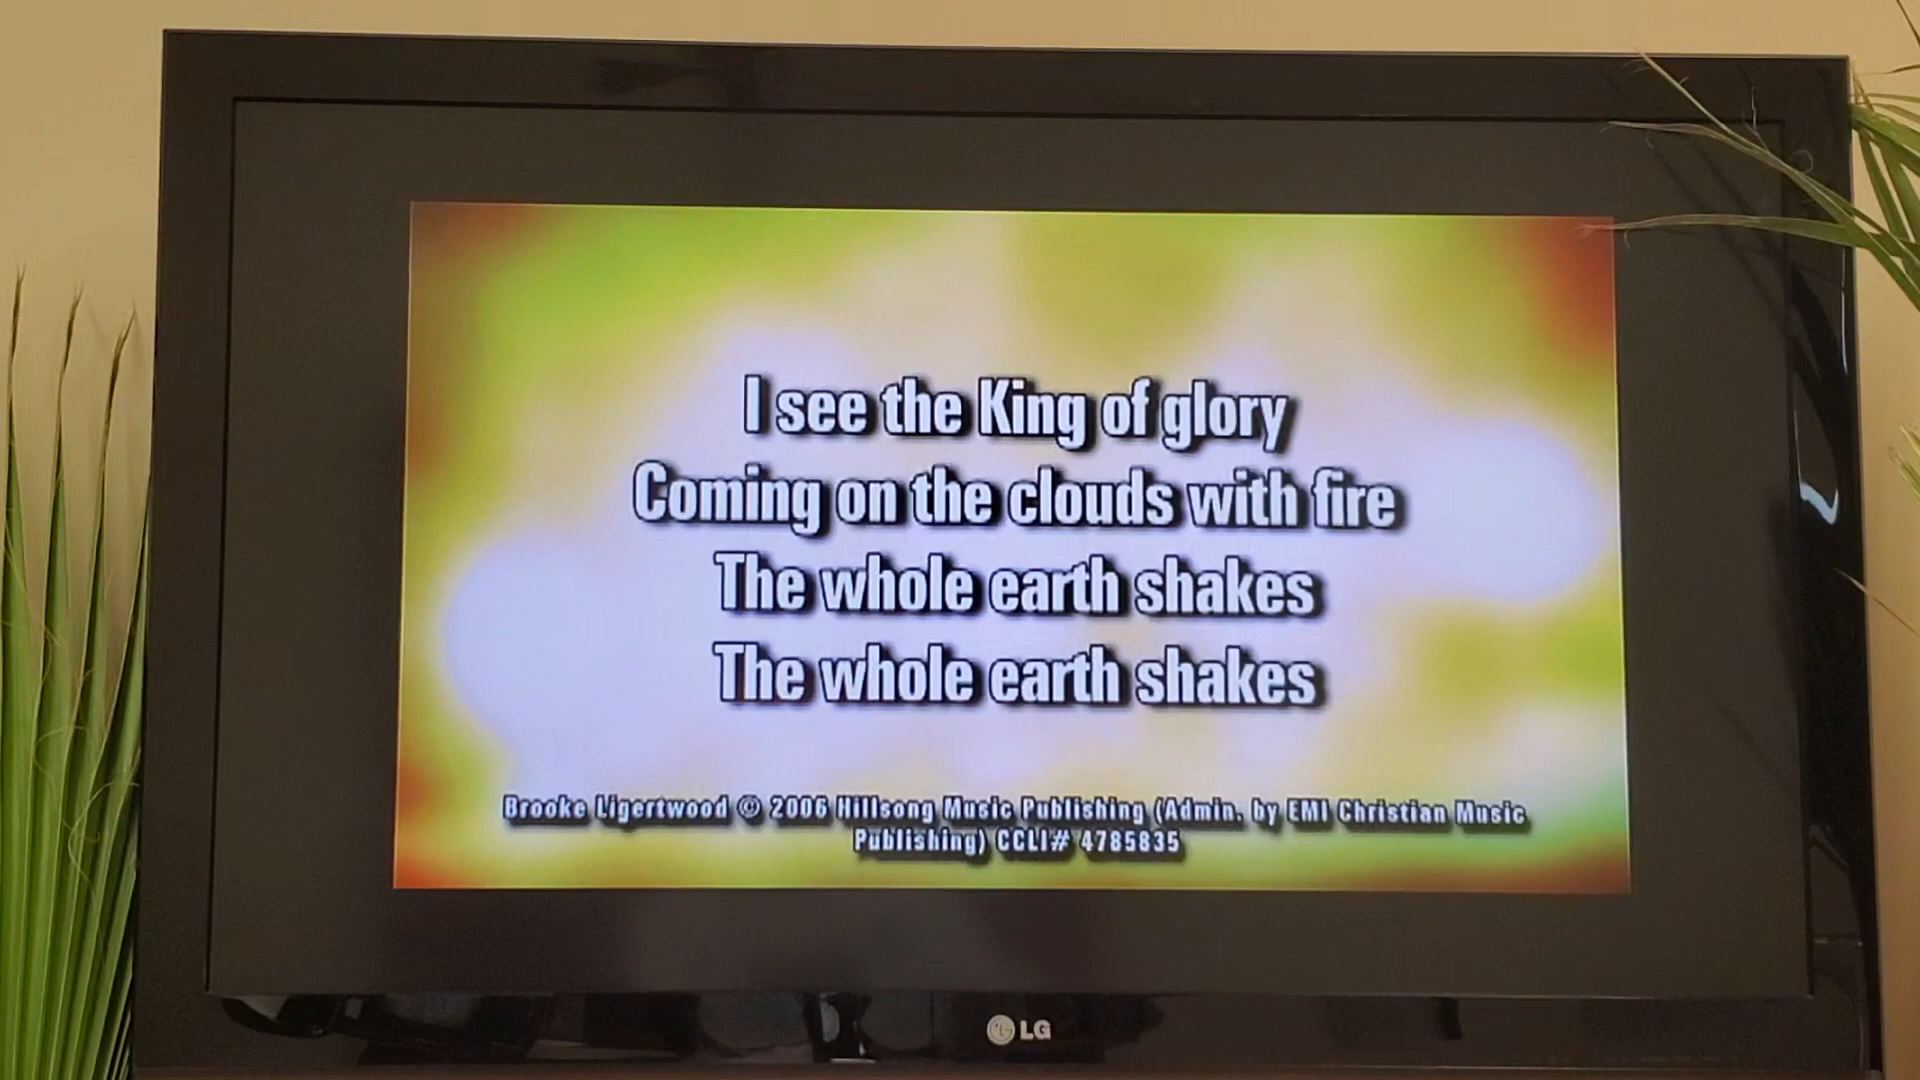 I see the King of glory
Coming on the clouds with fire
The whole earth shakes
The whole earth shakes
Brooke Ligertwood © 2006 Hillsong Music Publishing (Admin. by EMI Christian Music
Publishing) CCLI# 4785835
LG